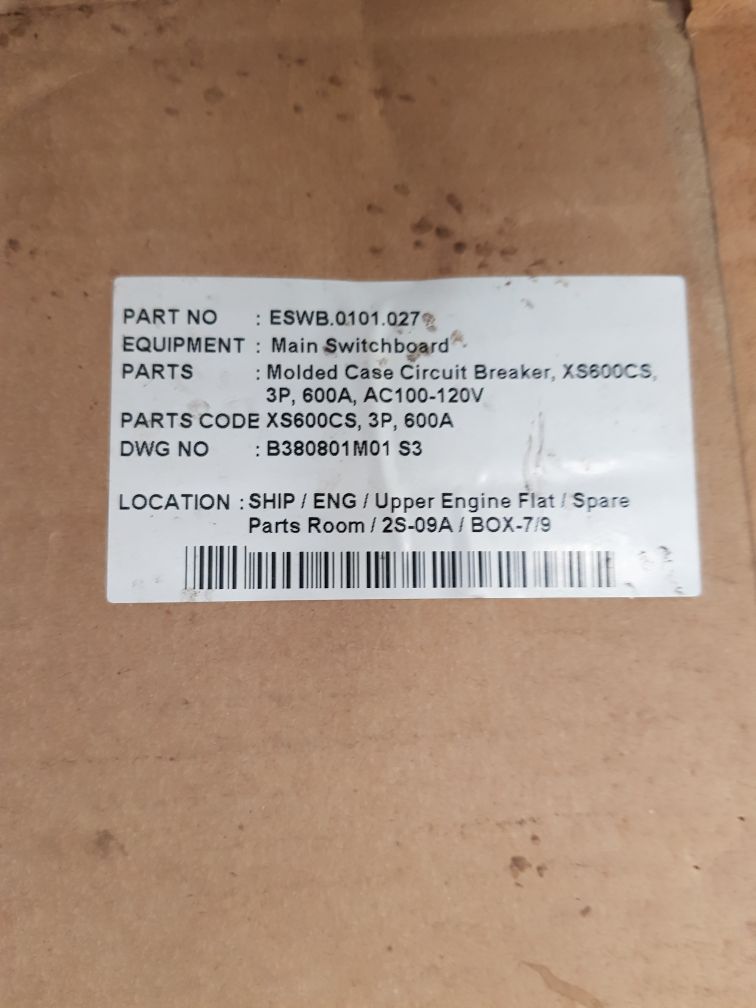 PART NO : ESWB.0101.027
EQUIPMENT : Main Switchboard
PARTS : Molded Case Circuit Breaker, XS600CS,
3P, 600A, AC100-120V
PARTS CODE XS600CS, 3P, 600A
DWG NO : B380801M01 S3
LOCATION : SHIP / ENG / Upper Engine Flat / Spare
Parts Room / 2S-09A / BOX-7/9